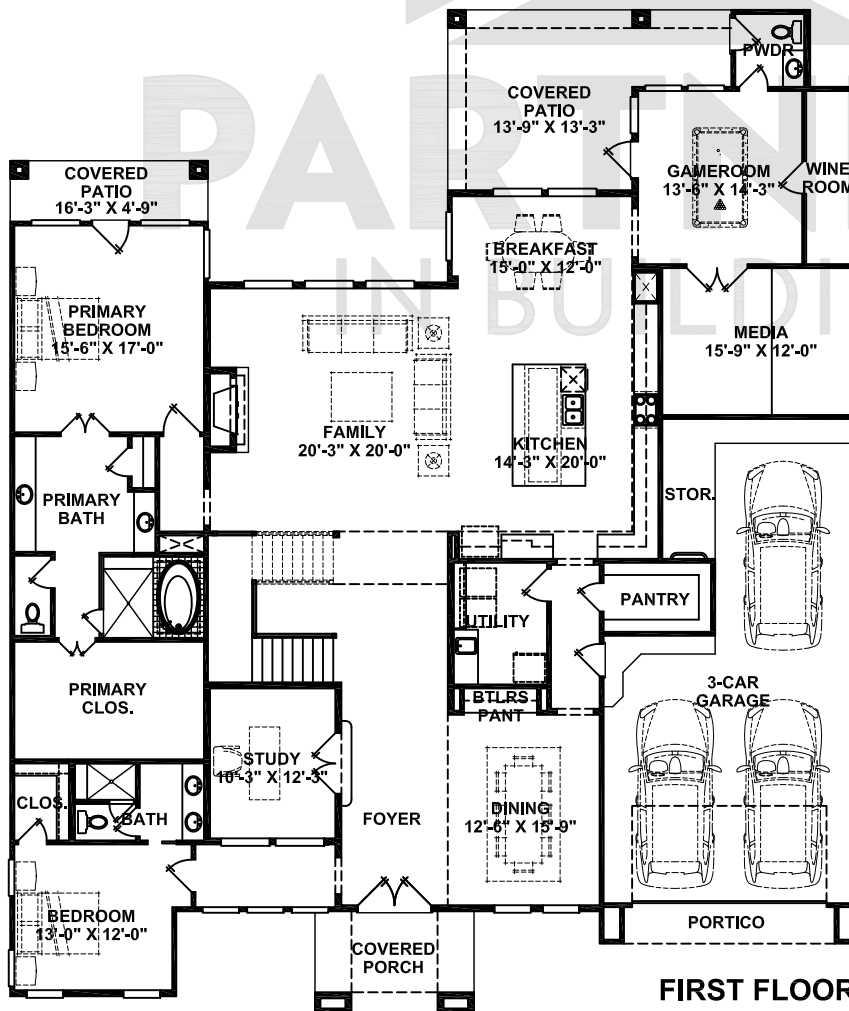 PWDR
COVERED
PATIO
13'-9" X 13'-3"
GAMEROOM
13'-6" X 14'-3"
WINE
ROOM
COVERED
PATIO
16'-3" X 4'-9"
BREAKFAST
15'-0" X 12'-0"
PRIMARY
BEDROOM
15'-6" X 17'-0"
MEDIA
15'-9" X 12'-0"
FAMILY
20'-3" X 20'-0"
KITCHEN
14'-3" X 20'-0"
PRIMARY
BATH
STOR.
UTILITY
PANTRY
PRIMARY
CLOS.
3-CAR
GARAGE
BTLRS
PANT
STUDY
10'-3" X 12'-3"
CLOS.
BATH
FOYER
DINING
12'-6" X 15'-9"
BEDROOM
13'-0" X 12'-0"
COVERED
PORCH
PORTICO
FIRST FLOOR
PARTN
IN BUILDI